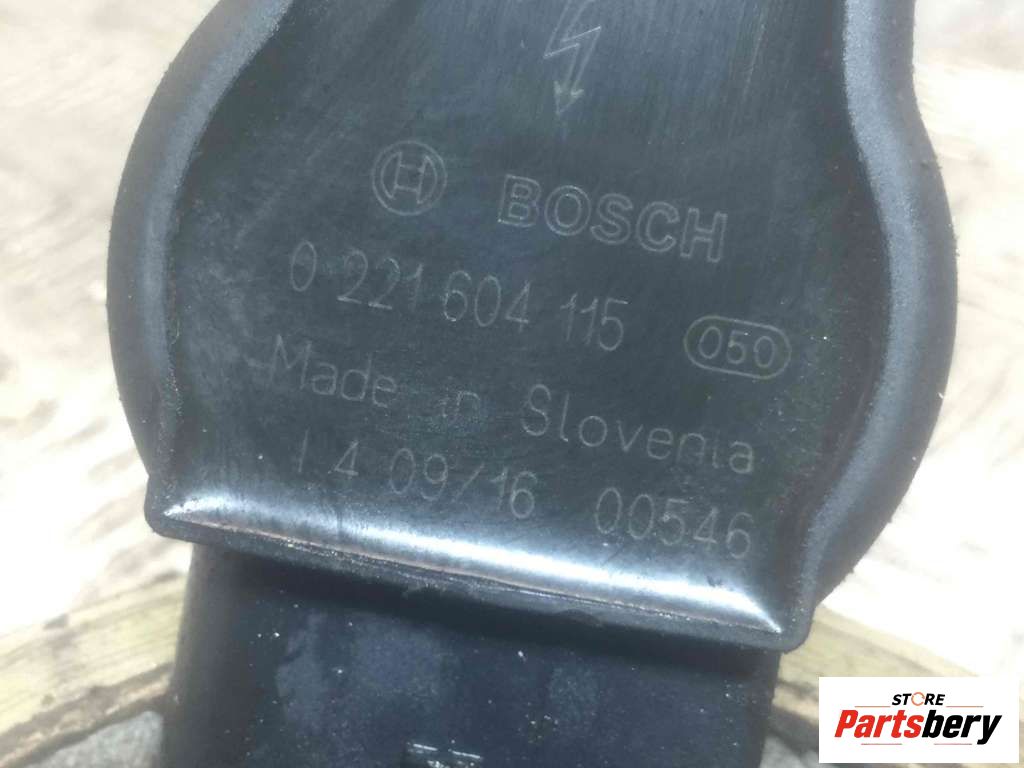 BOSCH
0 221 604 115 050
Made in Slovenia
1 4 09/16 00546
STORE
Partsbery